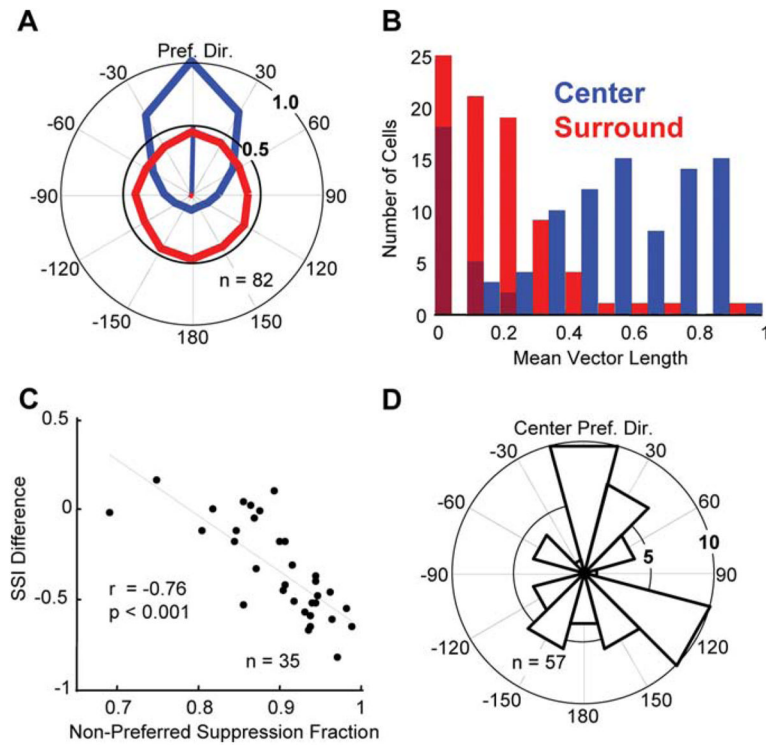 A
Pref. Dir.
-30
30
1.0
-60
60
0.5
-90
90
-120
120
n = 82
-150
150
180
B
25
20
15
10
5
0
Number of Cells
Center
Surround
0
0.2
0.4
0.6
0.8
1
Mean Vector Length
C
0.5
0
-0.5
-1
SSI Difference
r = -0.76
p < 0.001
n = 35
0.7
0.8
0.9
1
Non-Preferred Suppression Fraction
D
Center Pref. Dir.
-30
30
-60
60
10
5
-90
90
-120
120
n = 57
-150
150
180